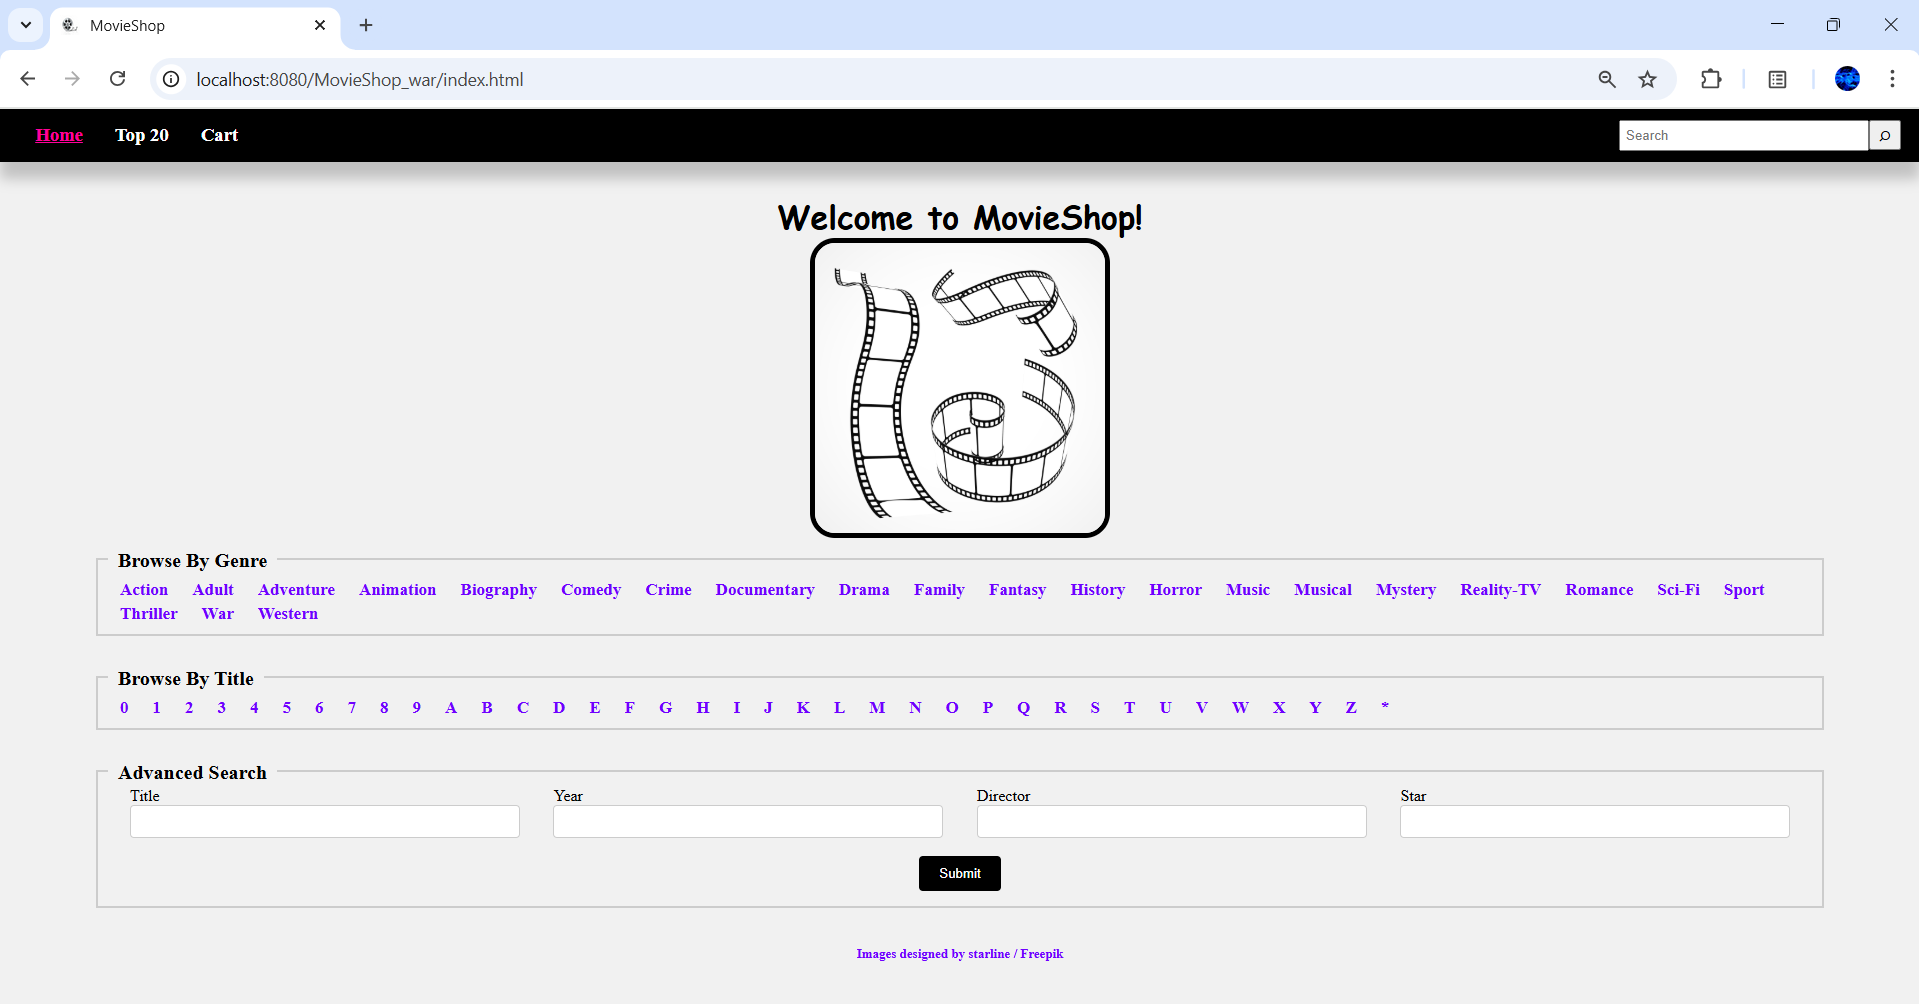 MovieShop
localhost:8080/MovieShop_war/index.html
Home Top 20 Cart Search
Welcome to MovieShop!
Browse By Genre
Action Adult Adventure Animation Biography Comedy Crime Documentary Drama Family Fantasy History Horror Music Musical Mystery Reality-TV Romance Sci-Fi Sport
Thriller War Western
Browse By Title
0 1 2 3 4 5 6 7 8 9 A B C D E F G H I J K L M N O P Q R S T U V W X Y Z *
Advanced Search
Title Year Director Star
Submit
Images designed by starline / Freepik